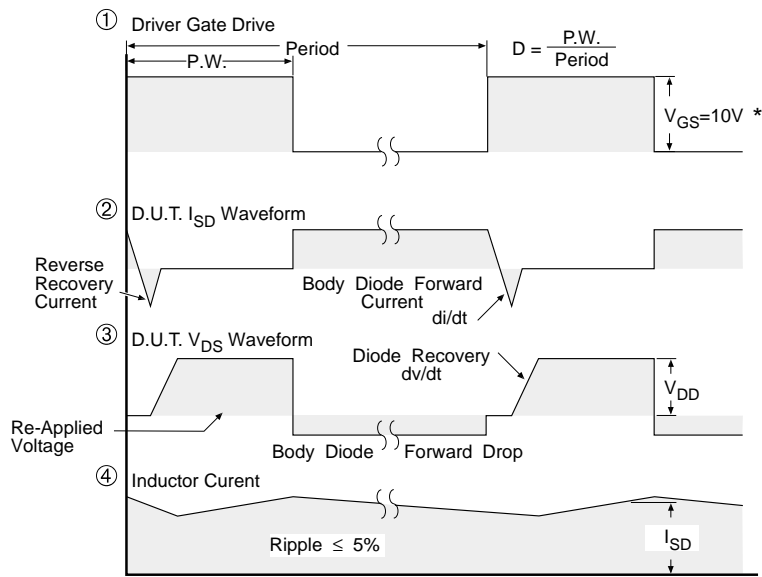 ① Driver Gate Drive
Period
P.W.
D = P.W. / Period
V_GS=10V *
② D.U.T. I_SD Waveform
Reverse
Recovery
Current
Body Diode Forward
Current
di/dt
③ D.U.T. V_DS Waveform
Diode Recovery
dv/dt
V_DD
Re-Applied
Voltage
Body Diode Forward Drop
④ Inductor Curent
Ripple ≤ 5%
I_SD